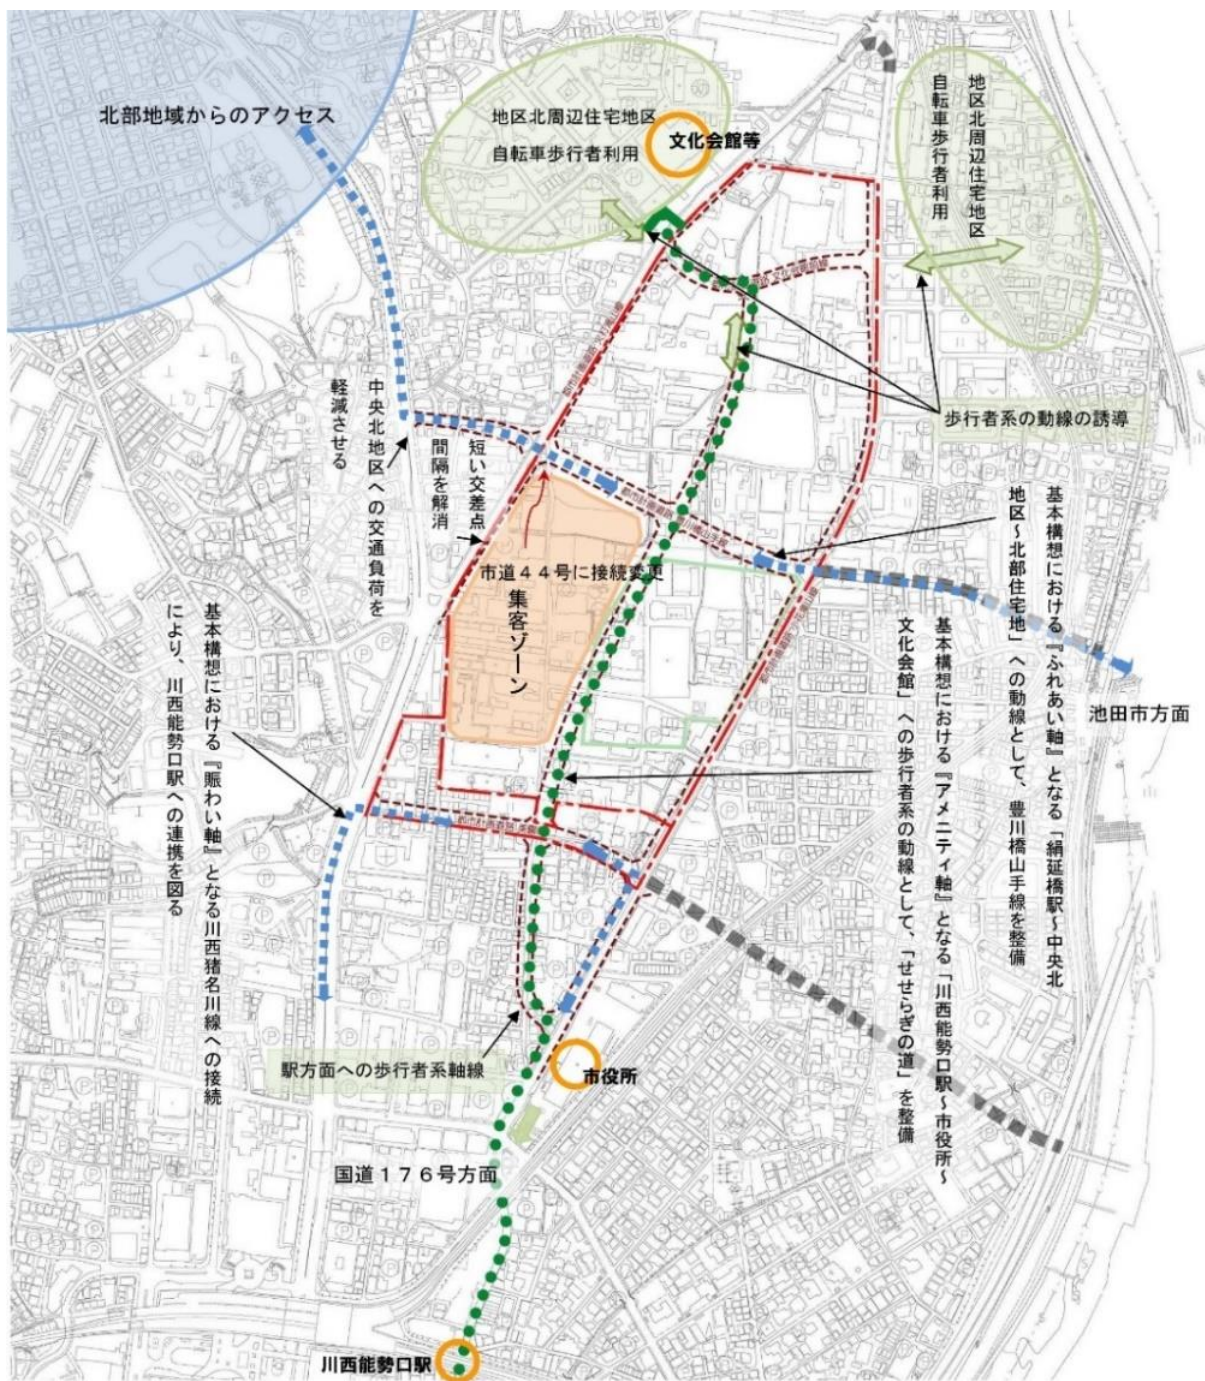 北部地域からのアクセス
地区北周辺住宅地区
自転車歩行者利用
文化会館等
地区北周辺住宅地区
自転車歩行者利用
歩行者系の動線の誘導
中央北地区への交通負荷を
軽減させる
短い交差点
間隔を解消
市道44号に接続変更
集客ゾーン
基本構想における『ふれあい軸』となる「絹延橋駅~中央北
地区~北部住宅地」への動線として、豊川橋山手線を整備
池田市方面
基本構想における『アメニティ軸』となる「川西能勢口駅~市役所~
文化会館」への歩行者系の動線として、「せせらぎの道」を整備
基本構想における『賑わい軸』となる川西猪名川線への接続
により、川西能勢口駅への連携を図る
駅方面への歩行者系軸線
市役所
国道176号方面
川西能勢口駅